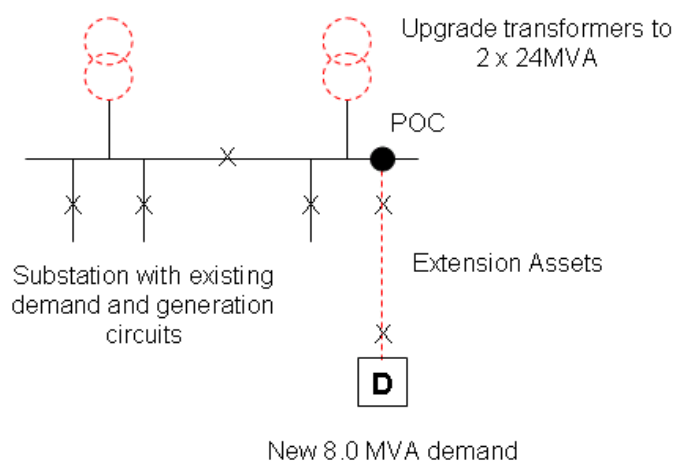 Upgrade transformers to
2 x 24MVA
POC
Substation with existing
demand and generation
circuits
Extension Assets
D
New 8.0 MVA demand